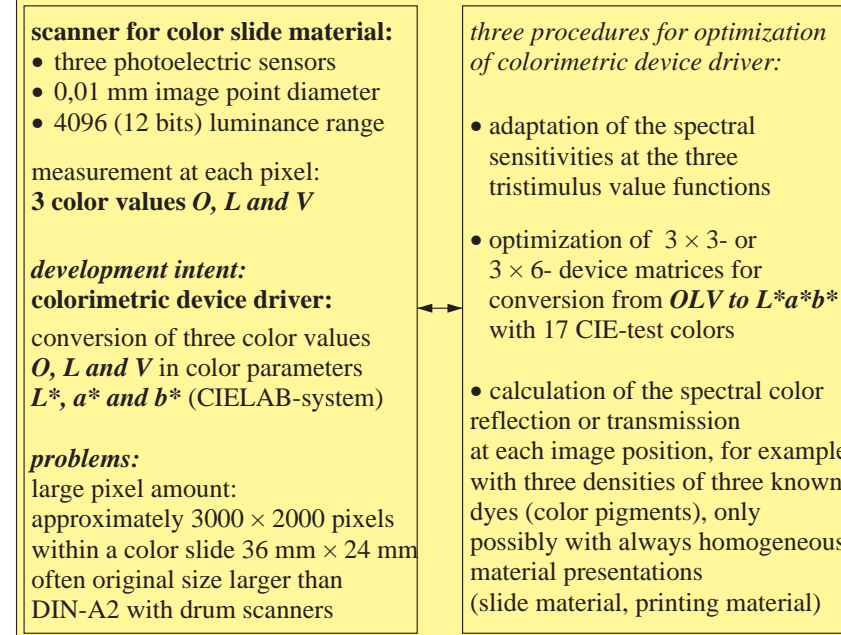 scanner for color slide material:
• three photoelectric sensors
• 0,01 mm image point diameter
• 4096 (12 bits) luminance range
measurement at each pixel:
3 color values O, L and V
development intent:
colorimetric device driver:
conversion of three color values
O, L and V in color parameters
L*, a* and b* (CIELAB-system)
problems:
large pixel amount:
approximately 3000 × 2000 pixels
within a color slide 36 mm × 24 mm
often original size larger than
DIN-A2 with drum scanners
three procedures for optimization
of colorimetric device driver:
• adaptation of the spectral
sensitivities at the three
tristimulus value functions
• optimization of 3 × 3- or
3 × 6- device matrices for
conversion from OLV to L*a*b*
with 17 CIE-test colors
• calculation of the spectral color
reflection or transmission
at each image position, for example
with three densities of three known
dyes (color pigments), only
possibly with always homogeneous
material presentations
(slide material, printing material)